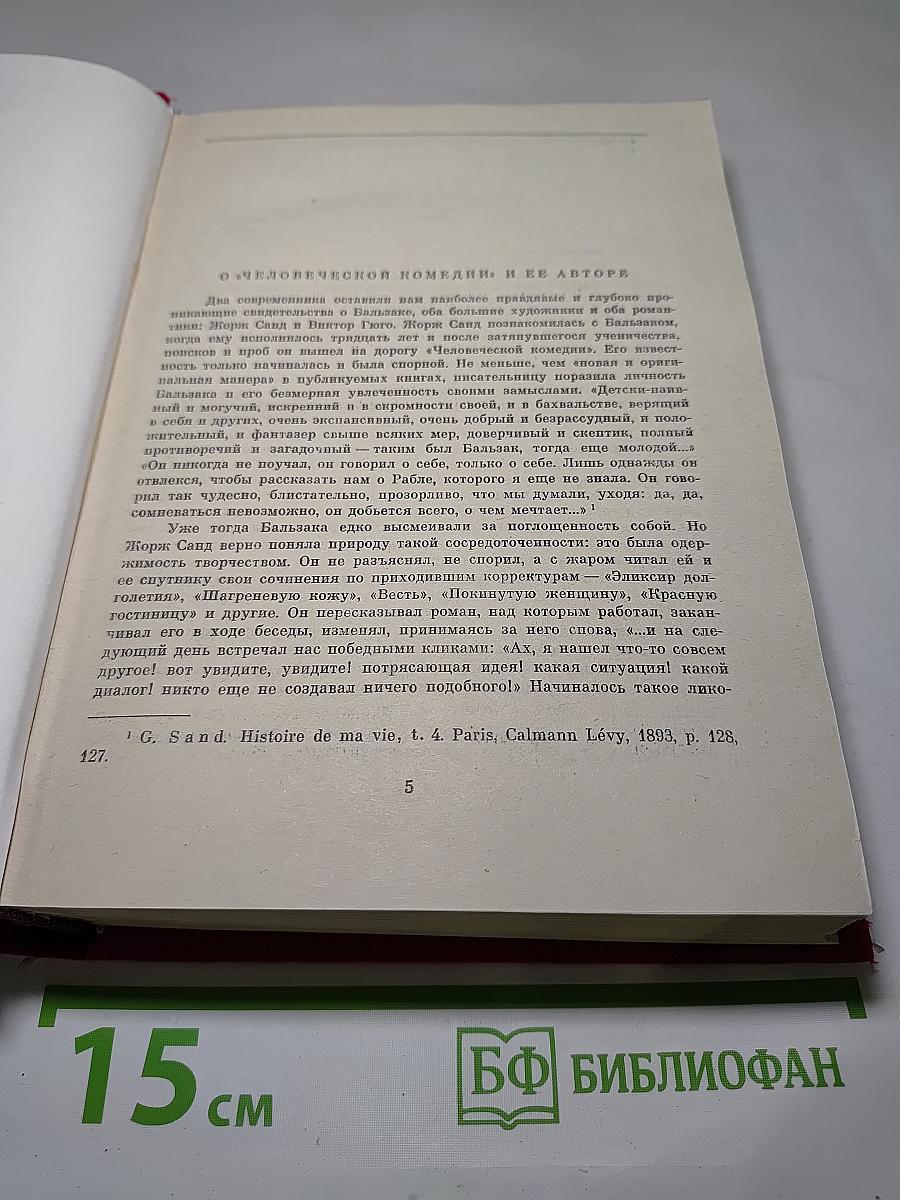 О «ЧЕЛОВЕЧЕСКОЙ КОМЕДИИ» И ЕЕ АВТОРЕ
Два современника оставили нам наиболее правдивые и глубоко про-
никающие свидетельства о Бальзаке, оба большие художники и оба роман-
тики: Жорж Санд и Виктор Гюго. Жорж Санд познакомилась с Бальзаком,
когда ему исполнилось тридцать лет и после затянувшегося ученичества,
поисков и проб он вышел на дорогу «Человеческой комедии». Его извест-
ность только начиналась и была спорной. Не меньше, чем «новая и ориги-
нальная манера» в публикуемых книгах, писательницу поразила личность
Бальзака и его безмерная увлеченность своими замыслами. «Детски-наив-
ный и могучий, искренний и в скромности своей, и в бахвальстве, верящий
в себя и других, очень экспансивный, очень добрый и безрассудный, и поло-
жительный, и фантазер свыше всяких мер, доверчивый и скептик, полный
противоречий и загадочный — таким был Бальзак, тогда еще молодой...»
«Он никогда не поучал, он говорил о себе, только о себе. Лишь однажды он
отвлекся, чтобы рассказать нам о Рабле, которого я еще не знала. Он гово-
рил так чудесно, блистательно, прозорливо, что мы думали, уходя: да, да,
сомневаться невозможно, он добьется всего, о чем мечтает...» 1
Уже тогда Бальзака едко высмеивали за поглощенность собой. Но
Жорж Санд верно поняла природу такой сосредоточенности: это была одер-
жимость творчеством. Он не разъяснял, не спорил, а с жаром читал ей и
ее спутнику свои сочинения по приходившим корректурам — «Эликсир дол-
голетия», «Шагреневую кожу», «Весть», «Покинутую женщину», «Красную
гостиницу» и другие. Он пересказывал роман, над которым работал, закан-
чивал его в ходе беседы, изменял, принимаясь за него снова, «...и на сле-
дующий день встречал нас победными кликами: «Ах, я нашел что-то совсем
другое! вот увидите, увидите! потрясающая идея! какая ситуация! какой
диалог! никто еще не создавал ничего подобного!» Начиналось такое лико-
1 G. Sand. Histoire de ma vie, t. 4. Paris, Calmann Lévy, 1893, p. 128,
127.
5
15 см
БФ БИБЛИОФАН